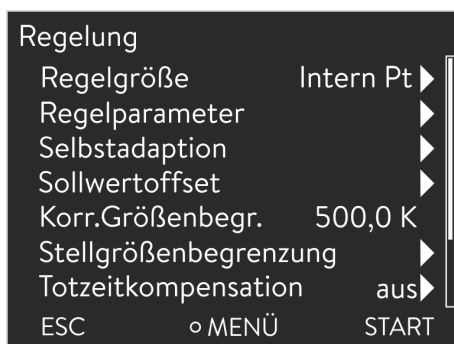 Regelung
Regelgröße Intern Pt
Regelparameter
Selbstadaption
Sollwertoffset
Korr.Größenbegr. 500,0 K
Stellgrößenbegrenzung
Totzeitkompensation aus
ESC MENÜ START